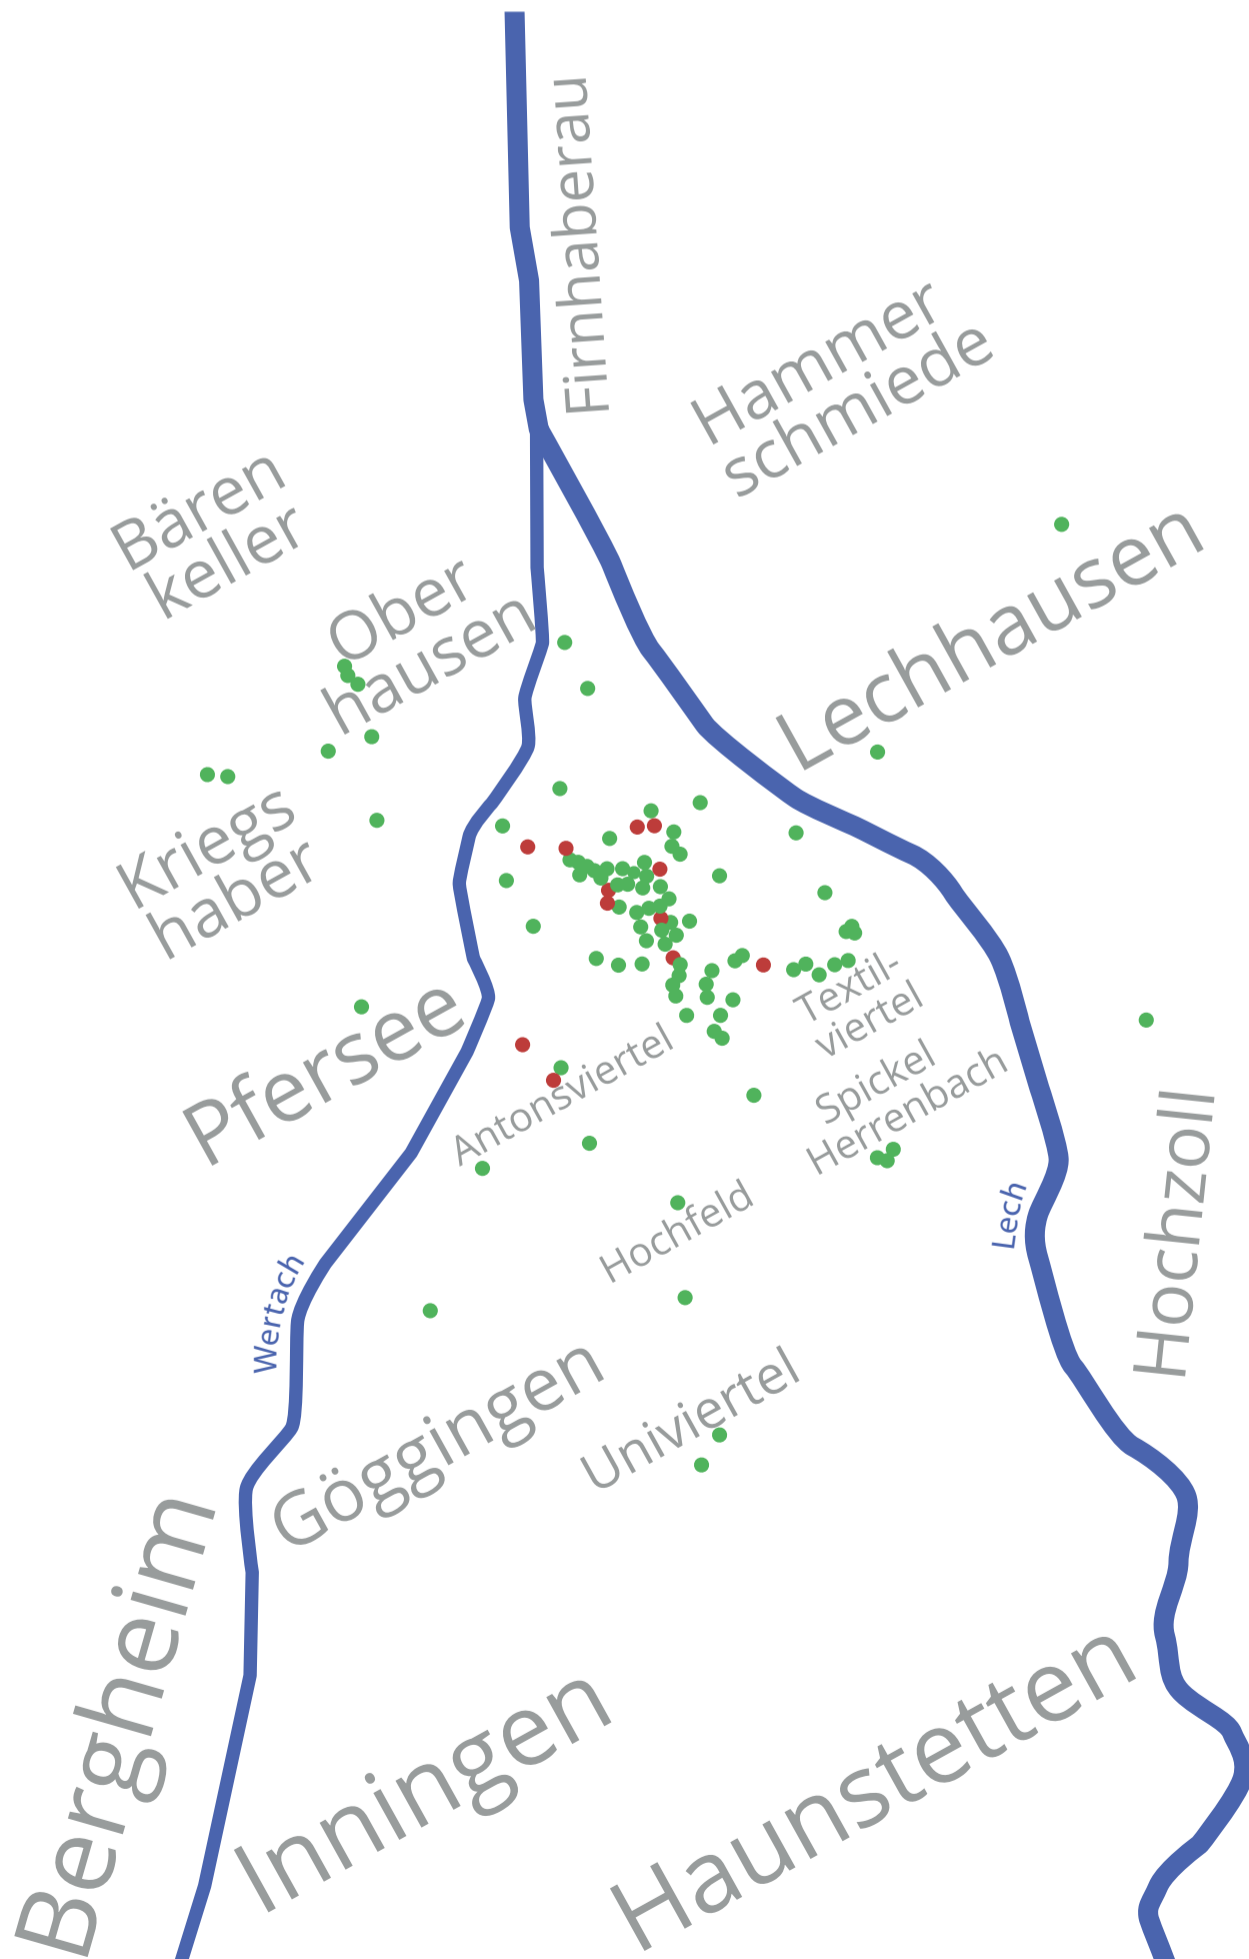 Firnhaberau
Hammer
schmiede
Bären
keller
Ober
hausen
Lechhausen
Kriegs
haber
Pfersee
Textil-
viertel
Antonsviertel
Spickel
Herrenbach
Hochzoll
Lech
Hochfeld
Wertach
Göggingen
Univiertel
Bergheim
Inningen
Haunstetten